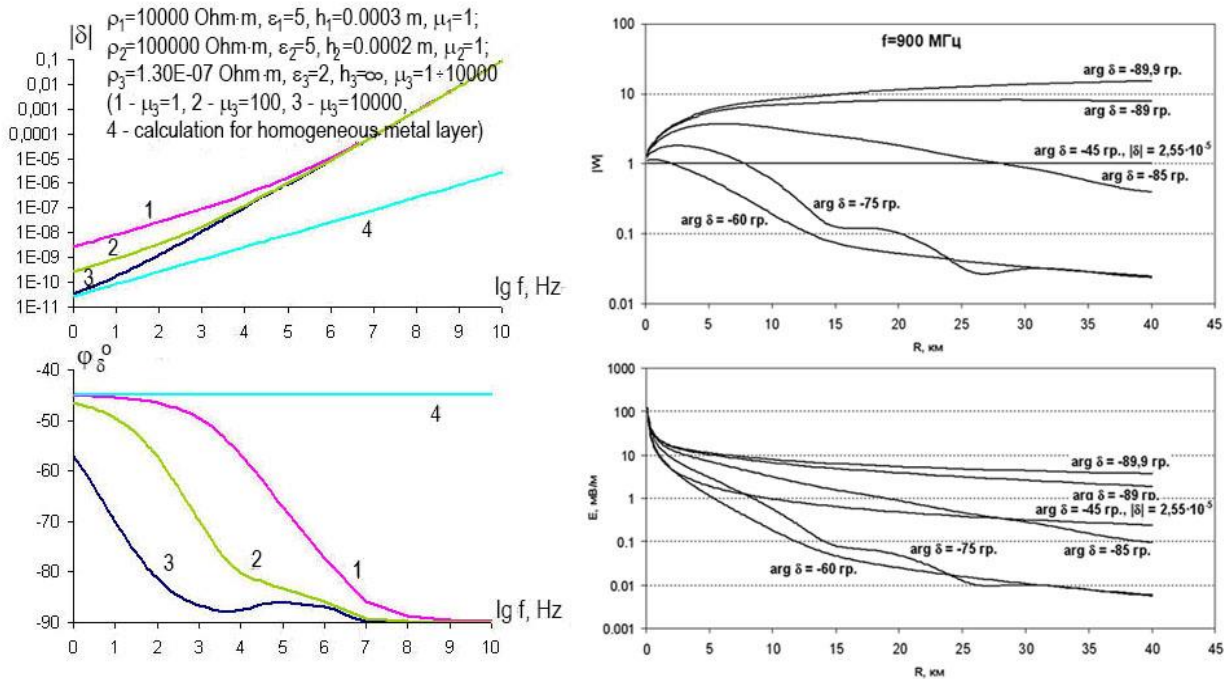 ρ1=10000 Ohm·m, ε1=5, h1=0.0003 m, μ1=1;
ρ2=100000 Ohm·m, ε2=5, h2=0.0002 m, μ2=1;
ρ3=1.30E-07 Ohm·m, ε3=2, h3=∞, μ3=1÷10000
(1 - μ3=1, 2 - μ3=100, 3 - μ3=10000,
4 - calculation for homogeneous metal layer)
|δ|
0,1
0,01
0,001
0,0001
1E-05
1E-06
1E-07
1E-08
1E-09
1E-10
1E-11
1
2
3
4
lg f, Hz
0 1 2 3 4 5 6 7 8 9 10
φδ°
-40
-50
-60
-70
-80
-90
4
3
2
1
lg f, Hz
0 1 2 3 4 5 6 7 8 9 10
f=900 МГц
|W|
100
10
1
0.1
0.01
arg δ = -89,9 гр.
arg δ = -89 гр.
arg δ = -45 гр., |δ| = 2,55·10-5
arg δ = -85 гр.
arg δ = -75 гр.
arg δ = -60 гр.
0 5 10 15 20 25 30 35 40 45
R, км
E, мВ/м
1000
100
10
1
0.1
0.01
0.001
arg δ = -89,9 гр.
arg δ = -89 гр.
arg δ = -45 гр., |δ| = 2,55·10-5
arg δ = -85 гр.
arg δ = -75 гр.
arg δ = -60 гр.
0 5 10 15 20 25 30 35 40 45
R, км